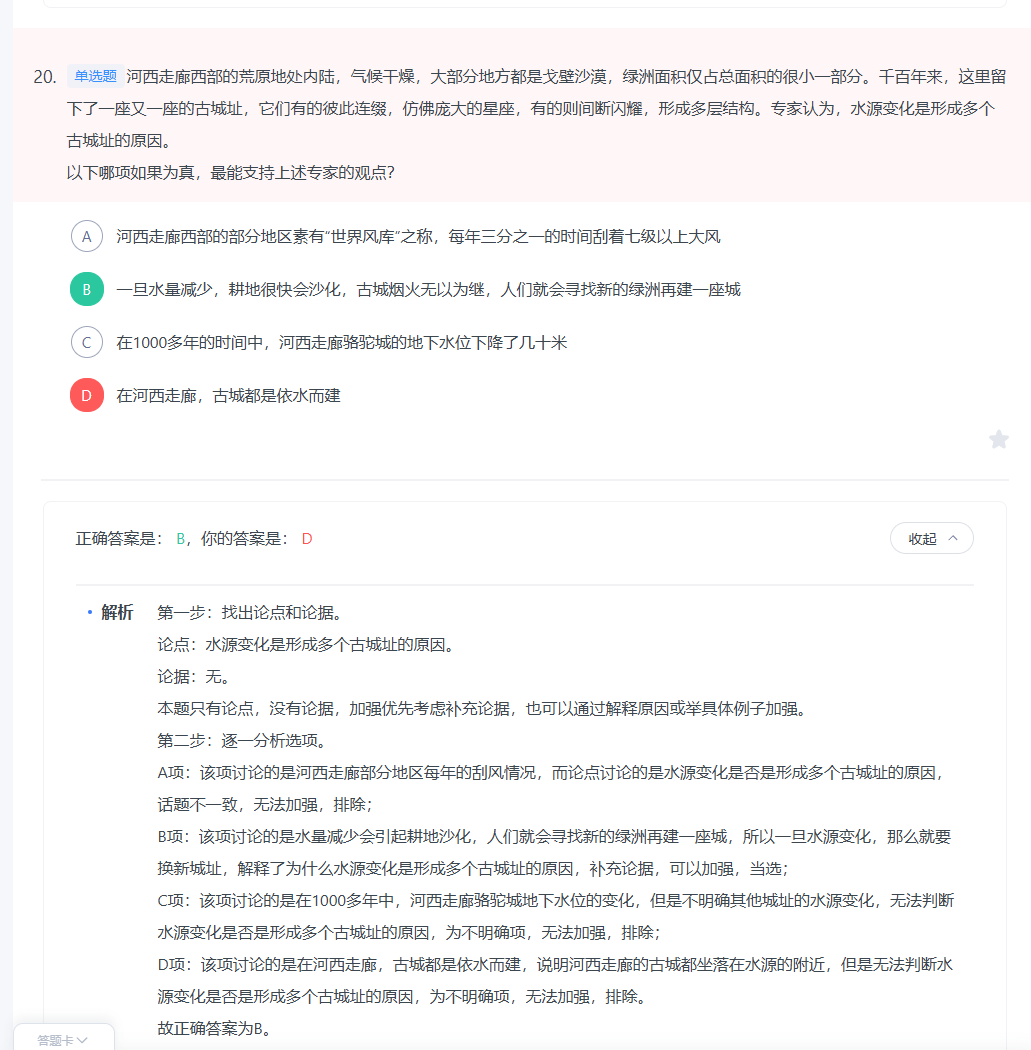 20. 单选题 河西走廊西部的荒原地处内陆，气候干燥，大部分地方都是戈壁沙漠，绿洲面积仅占总面积的很小一部分。千百年来，这里留
下了一座又一座的古城址，它们有的彼此连缀，仿佛庞大的星座，有的则间断闪耀，形成多层结构。专家认为，水源变化是形成多个
古城址的原因。
以下哪项如果为真，最能支持上述专家的观点？
A 河西走廊西部的部分地区素有“世界风库”之称，每年三分之一的时间刮着七级以上大风
B 一旦水量减少，耕地很快会沙化，古城烟火无以为继，人们就会寻找新的绿洲再建一座城
C 在1000多年的时间中，河西走廊骆驼城的地下水位下降了几十米
D 在河西走廊，古城都是依水而建
正确答案是： B，你的答案是： D
收起
解析 第一步：找出论点和论据。
论点：水源变化是形成多个古城址的原因。
论据：无。
本题只有论点，没有论据，加强优先考虑补充论据，也可以通过解释原因或举具体例子加强。
第二步：逐一分析选项。
A项：该项讨论的是河西走廊部分地区每年的刮风情况，而论点讨论的是水源变化是否是形成多个古城址的原因，
话题不一致，无法加强，排除；
B项：该项讨论的是水量减少会引起耕地沙化，人们就会寻找新的绿洲再建一座城，所以一旦水源变化，那么就要
换新城址，解释了为什么水源变化是形成多个古城址的原因，补充论据，可以加强，当选；
C项：该项讨论的是在1000多年中，河西走廊骆驼城地下水位的变化，但是不明确其他城址的水源变化，无法判断
水源变化是否是形成多个古城址的原因，为不明确项，无法加强，排除；
D项：该项讨论的是在河西走廊，古城都是依水而建，说明河西走廊的古城都坐落在水源的附近，但是无法判断水
源变化是否是形成多个古城址的原因，为不明确项，无法加强，排除。
故正确答案为B。
答题卡